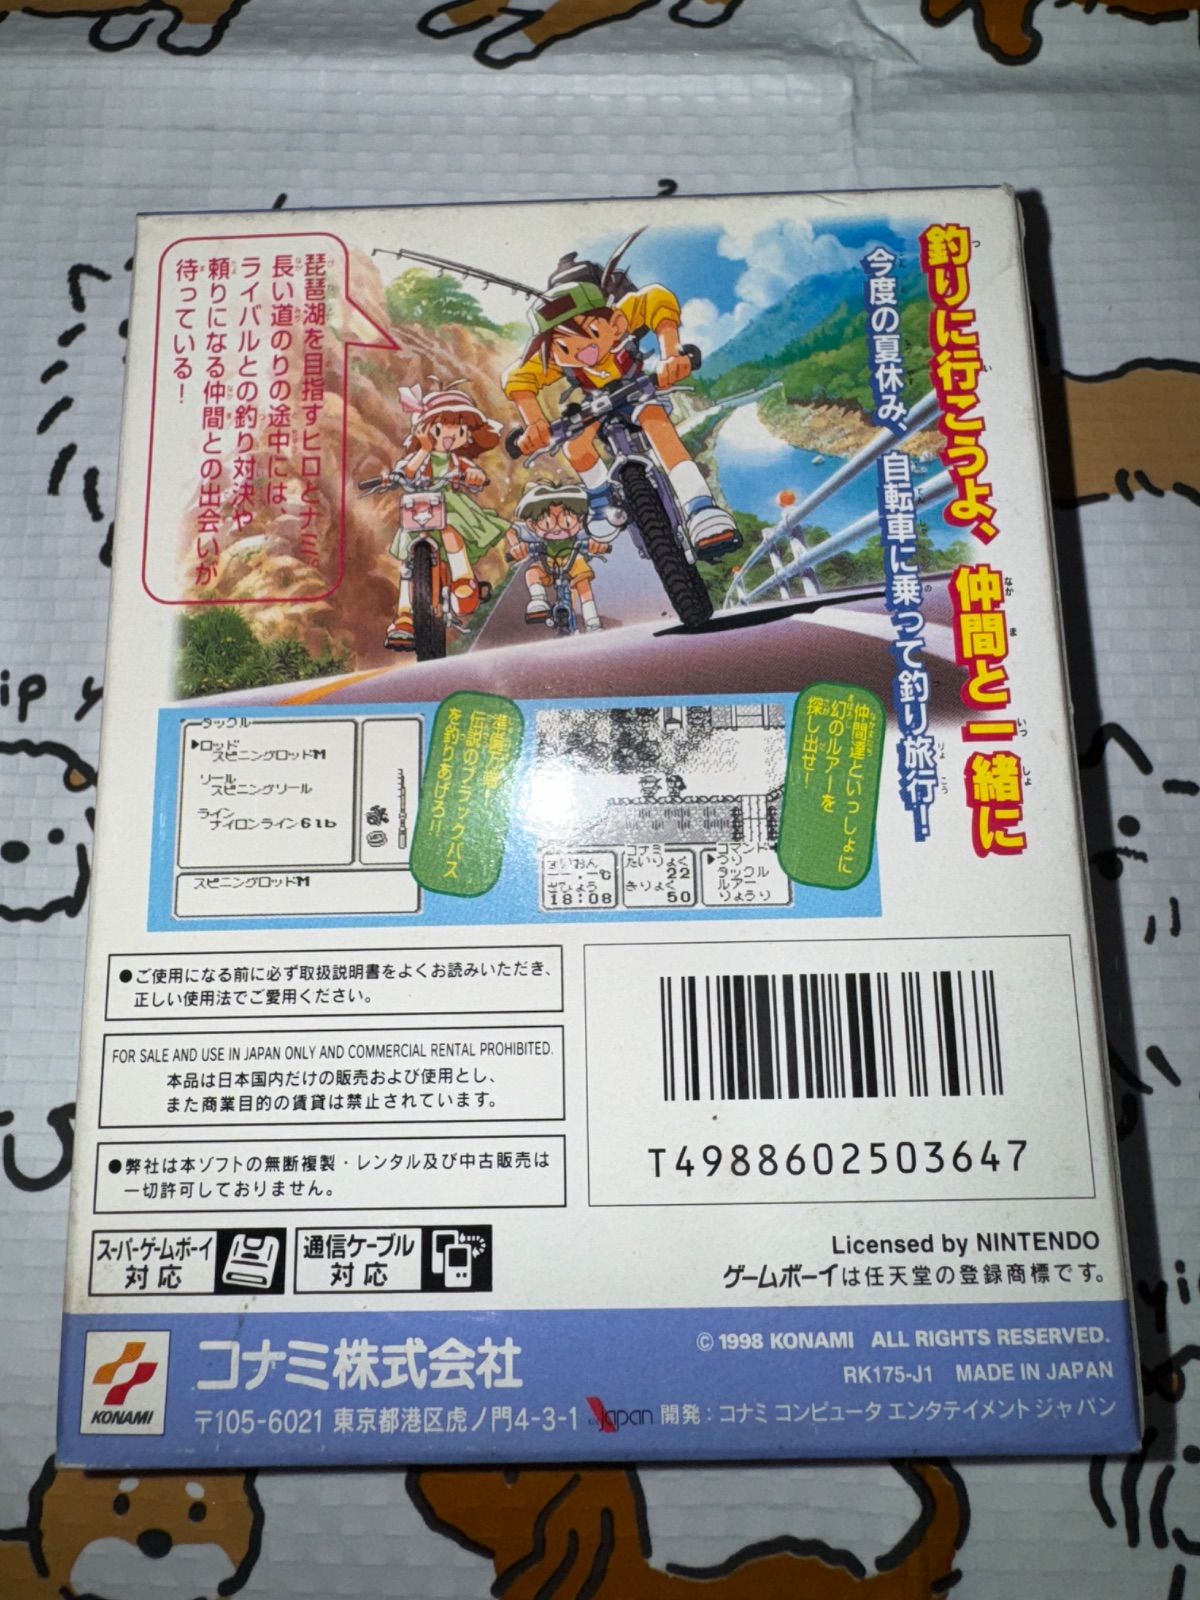 釣りに行こうよ、仲間と一緒に
今度の夏休み、自転車に乗って釣り旅行！
琵琶湖を目指すヒロとナミ。
長い道のりの途中には、
ライバルとの釣り対決や
頼りになる仲間との出会いが
待っている！
仲間達といっしょに
幻のルアーを
探し出せ！
準備万端！
伝説のブラックバス
を釣りあげろ!!
タックル
▶ロッド
スピニングロッドM
リール
スピニングリール
ライン
ナイロンライン6lb
スピニングロッドM
すいおん
--.-℃
さひょう
18:08
コナミ
たいりょく
22
きりょく
50
コマンド
▶つり
タックル
ルアー
りょうり
●ご使用になる前に必ず取扱説明書をよくお読みいただき、
正しい使用法でご愛用ください。
FOR SALE AND USE IN JAPAN ONLY AND COMMERCIAL RENTAL PROHIBITED.
本品は日本国内だけの販売および使用とし、
また商業目的の賃貸は禁止されています。
●弊社は本ソフトの無断複製・レンタル及び中古販売は
一切許可しておりません。
T4988602503647
スーパーゲームボーイ
対応
通信ケーブル
対応
Licensed by NINTENDO
ゲームボーイは任天堂の登録商標です。
KONAMI
コナミ株式会社
〒105-6021 東京都港区虎ノ門4-3-1
© 1998 KONAMI ALL RIGHTS RESERVED.
RK175-J1 MADE IN JAPAN
japan 開発：コナミ コンピュータ エンタテイメント ジャパン